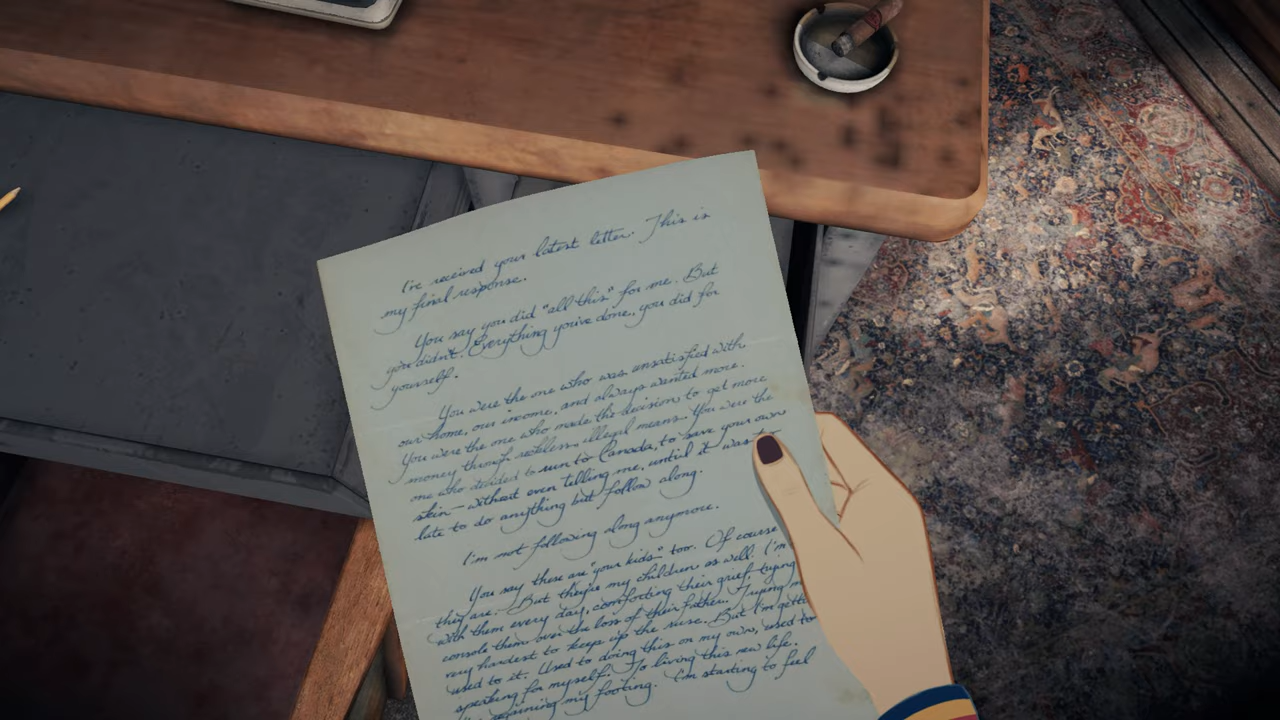 I've received your latest letter. This is
my final response.
You say you did "all this" for me. But
you didn't. Everything you've done, you did for
yourself.
You were the one who was unsatisfied with
our home, our income, and always wanted more.
You were the one who made the decision to get more
money through reckless illegal means. You were the
one who decided to run to Canada, to save your own
skin- without even telling me, until it was too
late to do anything but follow along.
I'm not following along anymore.
You say these are "your kids" too. Of course
they are. But they're my children as well. I'm
with them every day, comforting their grief, trying
console them over the loss of their father. Trying
very hardest to keep up the ruse. But I'm getting
used to it. Used to doing this on my own, used to
speaking for myself. To living this new life.
regaining my footing. I'm starting to feel